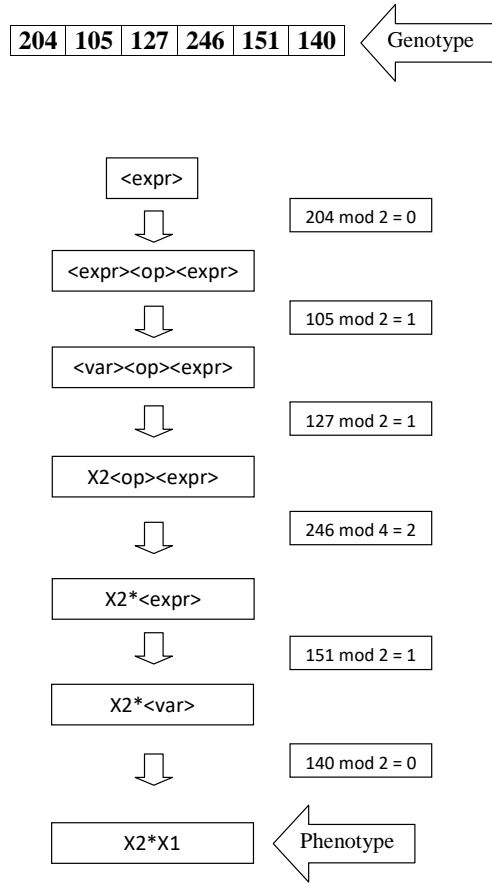 204 105 127 246 151 140
Genotype
<expr>
204 mod 2 = 0
<expr><op><expr>
105 mod 2 = 1
<var><op><expr>
127 mod 2 = 1
X2<op><expr>
246 mod 4 = 2
X2*<expr>
151 mod 2 = 1
X2*<var>
140 mod 2 = 0
X2*X1
Phenotype